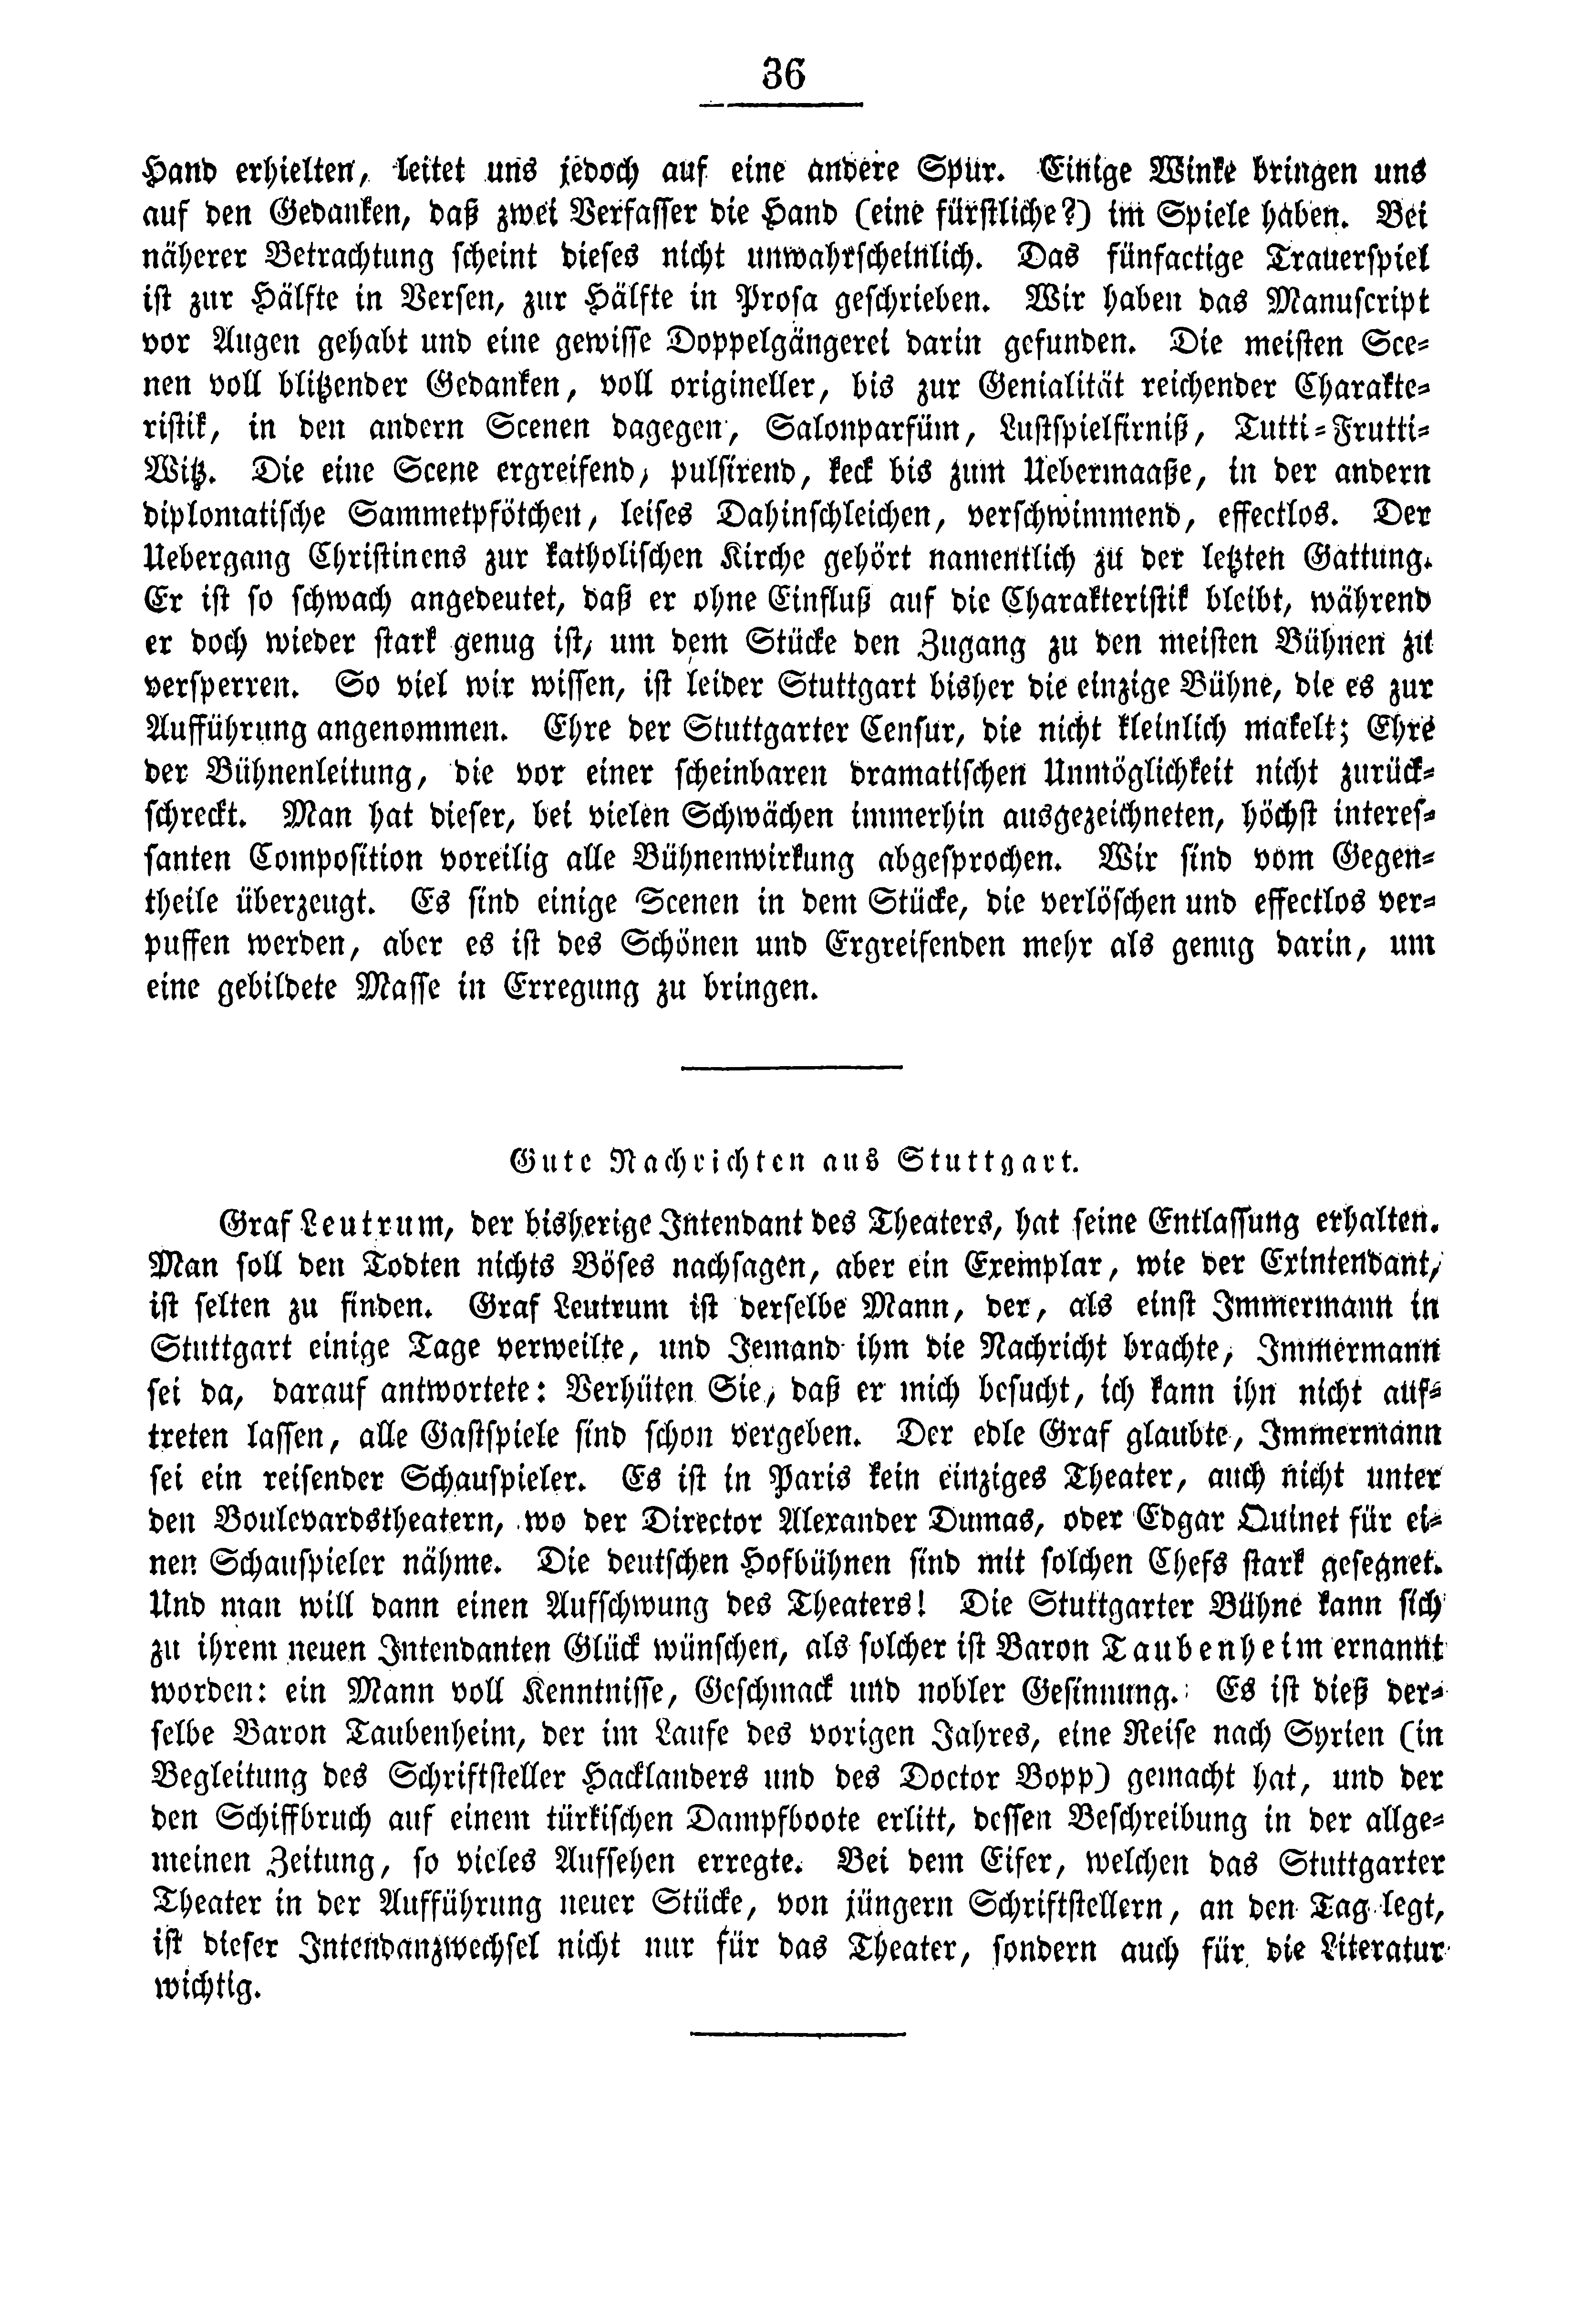 36
Hand erhielten, leitet uns jedoch auf eine andere Spur. Einige Winke bringen uns
auf den Gedanken, daß zwei Verfasser die Hand (eine fürstliche?) im Spiele haben. Bei
näherer Betrachtung scheint dieses nicht unwahrscheinlich. Das fünfactige Trauerspiel
ist zur Hälfte in Versen, zur Hälfte in Prosa geschrieben. Wir haben das Manuscript
vor Augen gehabt und eine gewisse Doppelgängerei darin gefunden. Die meisten Sce-
nen voll blitzender Gedanken, voll origineller, bis zur Genialität reichender Charakte-
ristik, in den andern Scenen dagegen, Salonparfüm, Lustspielfirniß, Tutti-Frutti-
Witz. Die eine Scene ergreifend, pulsirend, keck bis zum Uebermaaße, in der andern
diplomatische Sammetpfötchen, leises Dahinschleichen, verschwimmend, effectlos. Der
Uebergang Christinens zur katholischen Kirche gehört namentlich zu der letzten Gattung.
Er ist so schwach angedeutet, daß er ohne Einfluß auf die Charakteristik bleibt, während
er doch wieder stark genug ist, um dem Stücke den Zugang zu den meisten Bühnen zu
versperren. So viel wir wissen, ist leider Stuttgart bisher die einzige Bühne, die es zur
Aufführung angenommen. Ehre der Stuttgarter Censur, die nicht kleinlich makelt; Ehre
der Bühnenleitung, die vor einer scheinbaren dramatischen Unmöglichkeit nicht zurück-
schreckt. Man hat dieser, bei vielen Schwächen immerhin ausgezeichneten, höchst interes-
santen Composition voreilig alle Bühnenwirkung abgesprochen. Wir sind vom Gegen-
theile überzeugt. Es sind einige Scenen in dem Stücke, die verlöschen und effectlos ver-
puffen werden, aber es ist des Schönen und Ergreifenden mehr als genug darin, um
eine gebildete Masse in Erregung zu bringen.
Gute Nachrichten aus Stuttgart.
Graf Leutrum, der bisherige Intendant des Theaters, hat seine Entlassung erhalten.
Man soll den Todten nichts Böses nachsagen, aber ein Exemplar, wie der Exintendant,
ist selten zu finden. Graf Leutrum ist derselbe Mann, der, als einst Immermann in
Stuttgart einige Tage verweilte, und Jemand ihm die Nachricht brachte, Immermann
sei da, darauf antwortete: Verhüten Sie, daß er mich besucht, ich kann ihn nicht auf-
treten lassen, alle Gastspiele sind schon vergeben. Der edle Graf glaubte, Immermann
sei ein reisender Schauspieler. Es ist in Paris kein einziges Theater, auch nicht unter
den Boulevardstheatern, wo der Director Alexander Dumas, oder Edgar Quinet für ei-
nen Schauspieler nähme. Die deutschen Hofbühnen sind mit solchen Chefs stark gesegnet.
Und man will dann einen Aufschwung des Theaters! Die Stuttgarter Bühne kann sich
zu ihrem neuen Intendanten Glück wünschen, als solcher ist Baron Taubenheim ernannt
worden: ein Mann voll Kenntnisse, Geschmack und nobler Gesinnung. Es ist dieß der-
selbe Baron Taubenheim, der im Laufe des vorigen Jahres, eine Reise nach Syrien (in
Begleitung des Schriftsteller Hacklanders und des Doctor Bopp) gemacht hat, und der
den Schiffbruch auf einem türkischen Dampfboote erlitt, dessen Beschreibung in der allge-
meinen Zeitung, so vieles Aufsehen erregte. Bei dem Eifer, welchen das Stuttgarter
Theater in der Aufführung neuer Stücke, von jüngern Schriftstellern, an den Tag legt,
ist dieser Intendanzwechsel nicht nur für das Theater, sondern auch für die Literatur
wichtig.